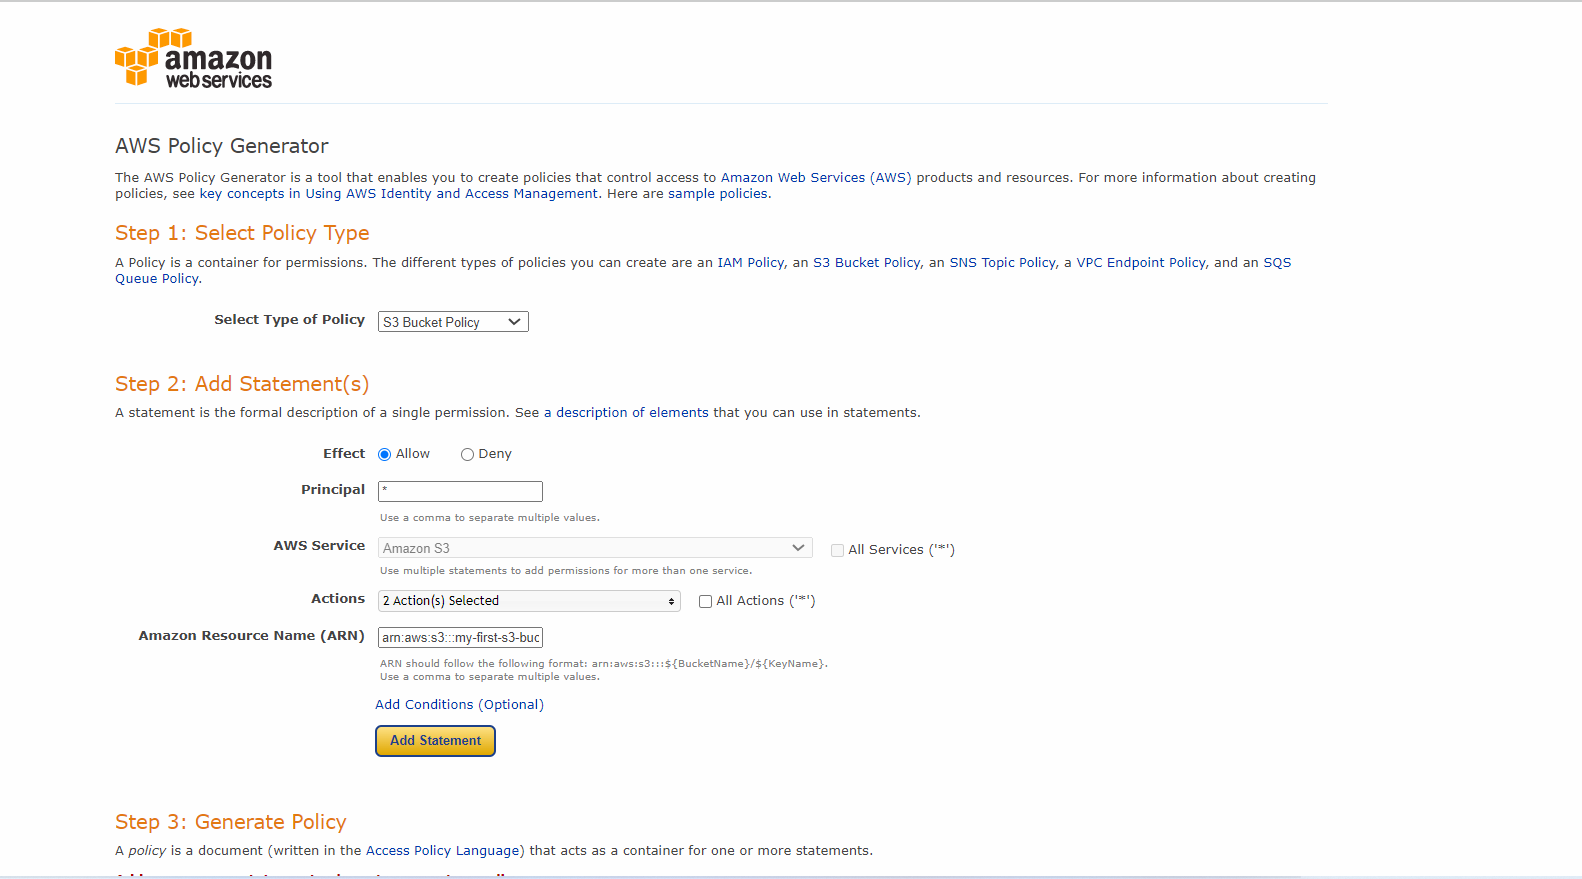 amazon
web services
AWS Policy Generator
The AWS Policy Generator is a tool that enables you to create policies that control access to Amazon Web Services (AWS) products and resources. For more information about creating
policies, see key concepts in Using AWS Identity and Access Management. Here are sample policies.
Step 1: Select Policy Type
A Policy is a container for permissions. The different types of policies you can create are an IAM Policy, an S3 Bucket Policy, an SNS Topic Policy, a VPC Endpoint Policy, and an SQS
Queue Policy.
Select Type of Policy S3 Bucket Policy
Step 2: Add Statement(s)
A statement is the formal description of a single permission. See a description of elements that you can use in statements.
Effect Allow Deny
Principal *
Use a comma to separate multiple values.
AWS Service Amazon S3 All Services ('*')
Use multiple statements to add permissions for more than one service.
Actions 2 Action(s) Selected All Actions ('*')
Amazon Resource Name (ARN) arn:aws:s3:::my-first-s3-buc
ARN should follow the following format: arn:aws:s3:::${BucketName}/${KeyName}.
Use a comma to separate multiple values.
Add Conditions (Optional)
Add Statement
Step 3: Generate Policy
A policy is a document (written in the Access Policy Language) that acts as a container for one or more statements.